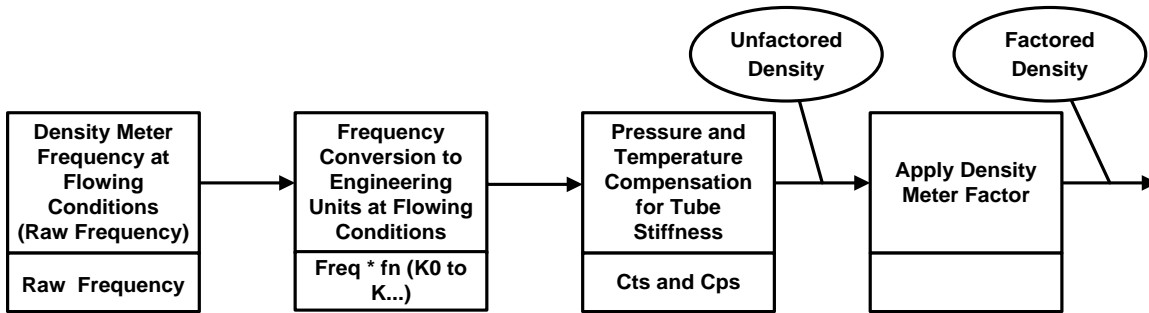 Unfactored
Density
Factored
Density
Density Meter
Frequency at
Flowing
Conditions
(Raw Frequency)
Raw Frequency
Frequency
Conversion to
Engineering
Units at Flowing
Conditions
Freq * fn (K0 to
K...)
Pressure and
Temperature
Compensation
for Tube
Stiffness
Cts and Cps
Apply Density
Meter Factor